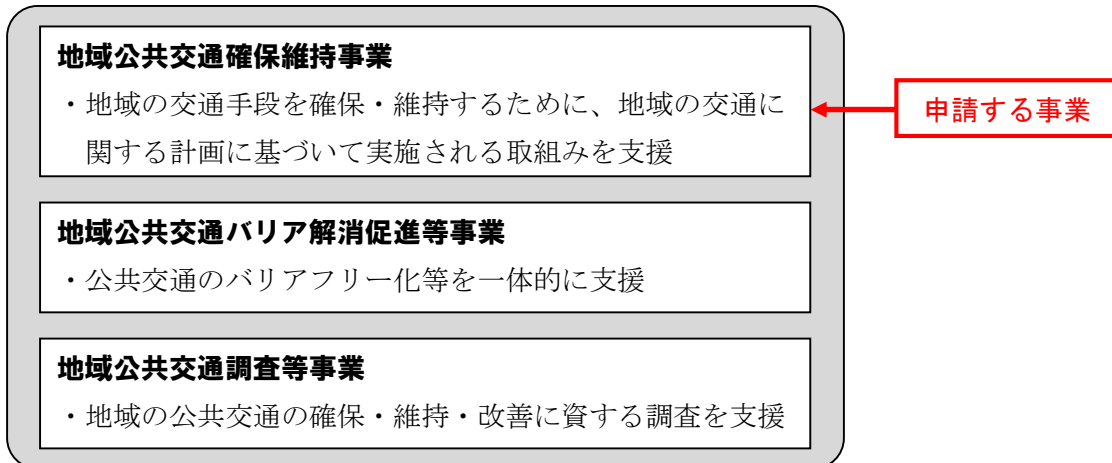 地域公共交通確保維持事業
・地域の交通手段を確保・維持するために、地域の交通に
関する計画に基づいて実施される取組みを支援
申請する事業
地域公共交通バリア解消促進等事業
・公共交通のバリアフリー化等を一体的に支援
地域公共交通調査等事業
・地域の公共交通の確保・維持・改善に資する調査を支援